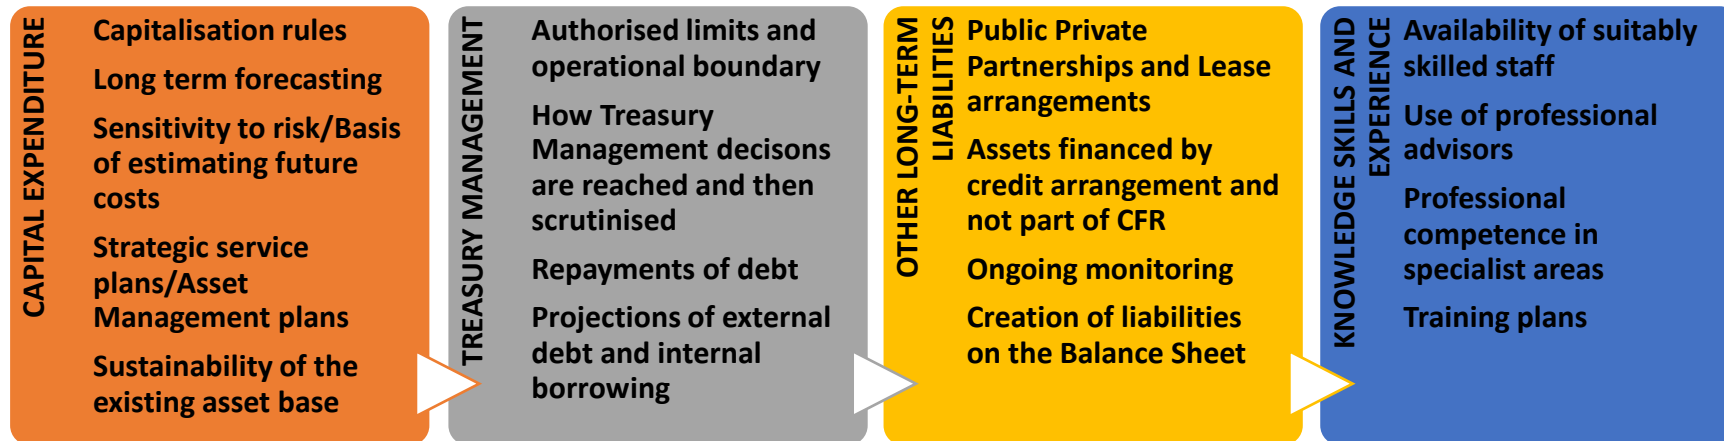 CAPITAL EXPENDITURE
Capitalisation rules
Long term forecasting
Sensitivity to risk/Basis
of estimating future
costs
Strategic service
plans/Asset
Management plans
Sustainability of the
existing asset base
TREASURY MANAGEMENT
Authorised limits and
operational boundary
How Treasury
Management decisons
are reached and then
scrutinised
Repayments of debt
Projections of external
debt and internal
borrowing
OTHER LONG-TERM
LIABILITIES
Public Private
Partnerships and Lease
arrangements
Assets financed by
credit arrangement and
not part of CFR
Ongoing monitoring
Creation of liabilities
on the Balance Sheet
KNOWLEDGE SKILLS AND
EXPERIENCE
Availability of suitably
skilled staff
Use of professional
advisors
Professional
competence in
specialist areas
Training plans